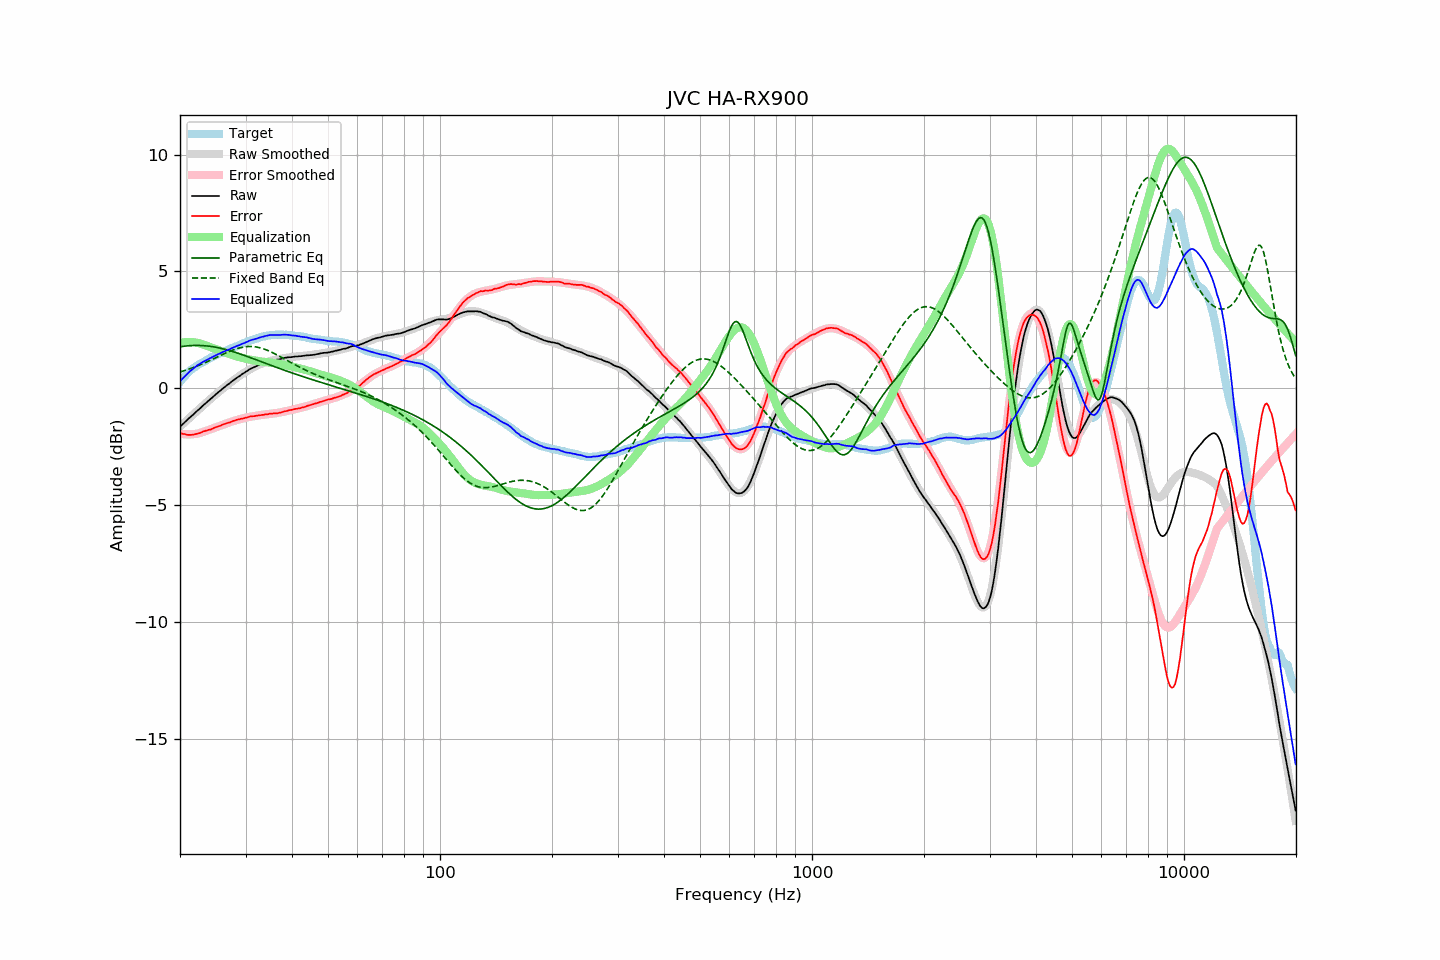 JVC HA-RX900
Target
Raw Smoothed
Error Smoothed
Raw
Error
Equalization
Parametric Eq
Fixed Band Eq
Equalized
10
5
0
−5
−10
−15
Amplitude (dBr)
100
1000
10000
Frequency (Hz)